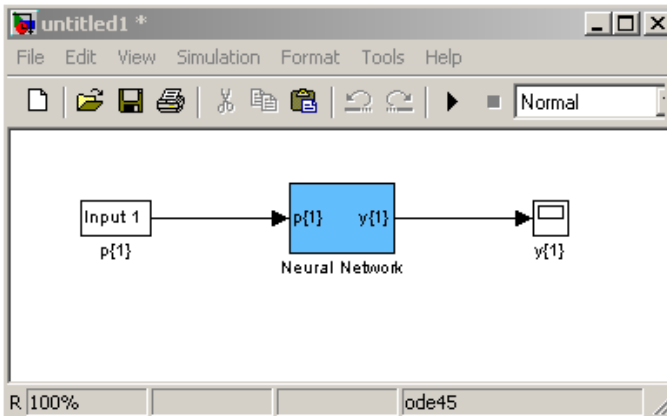 untitled1 *
File Edit View Simulation Format Tools Help
Normal
Input 1
p{1}
p{1} y{1}
Neural Network
y{1}
R 100% ode45